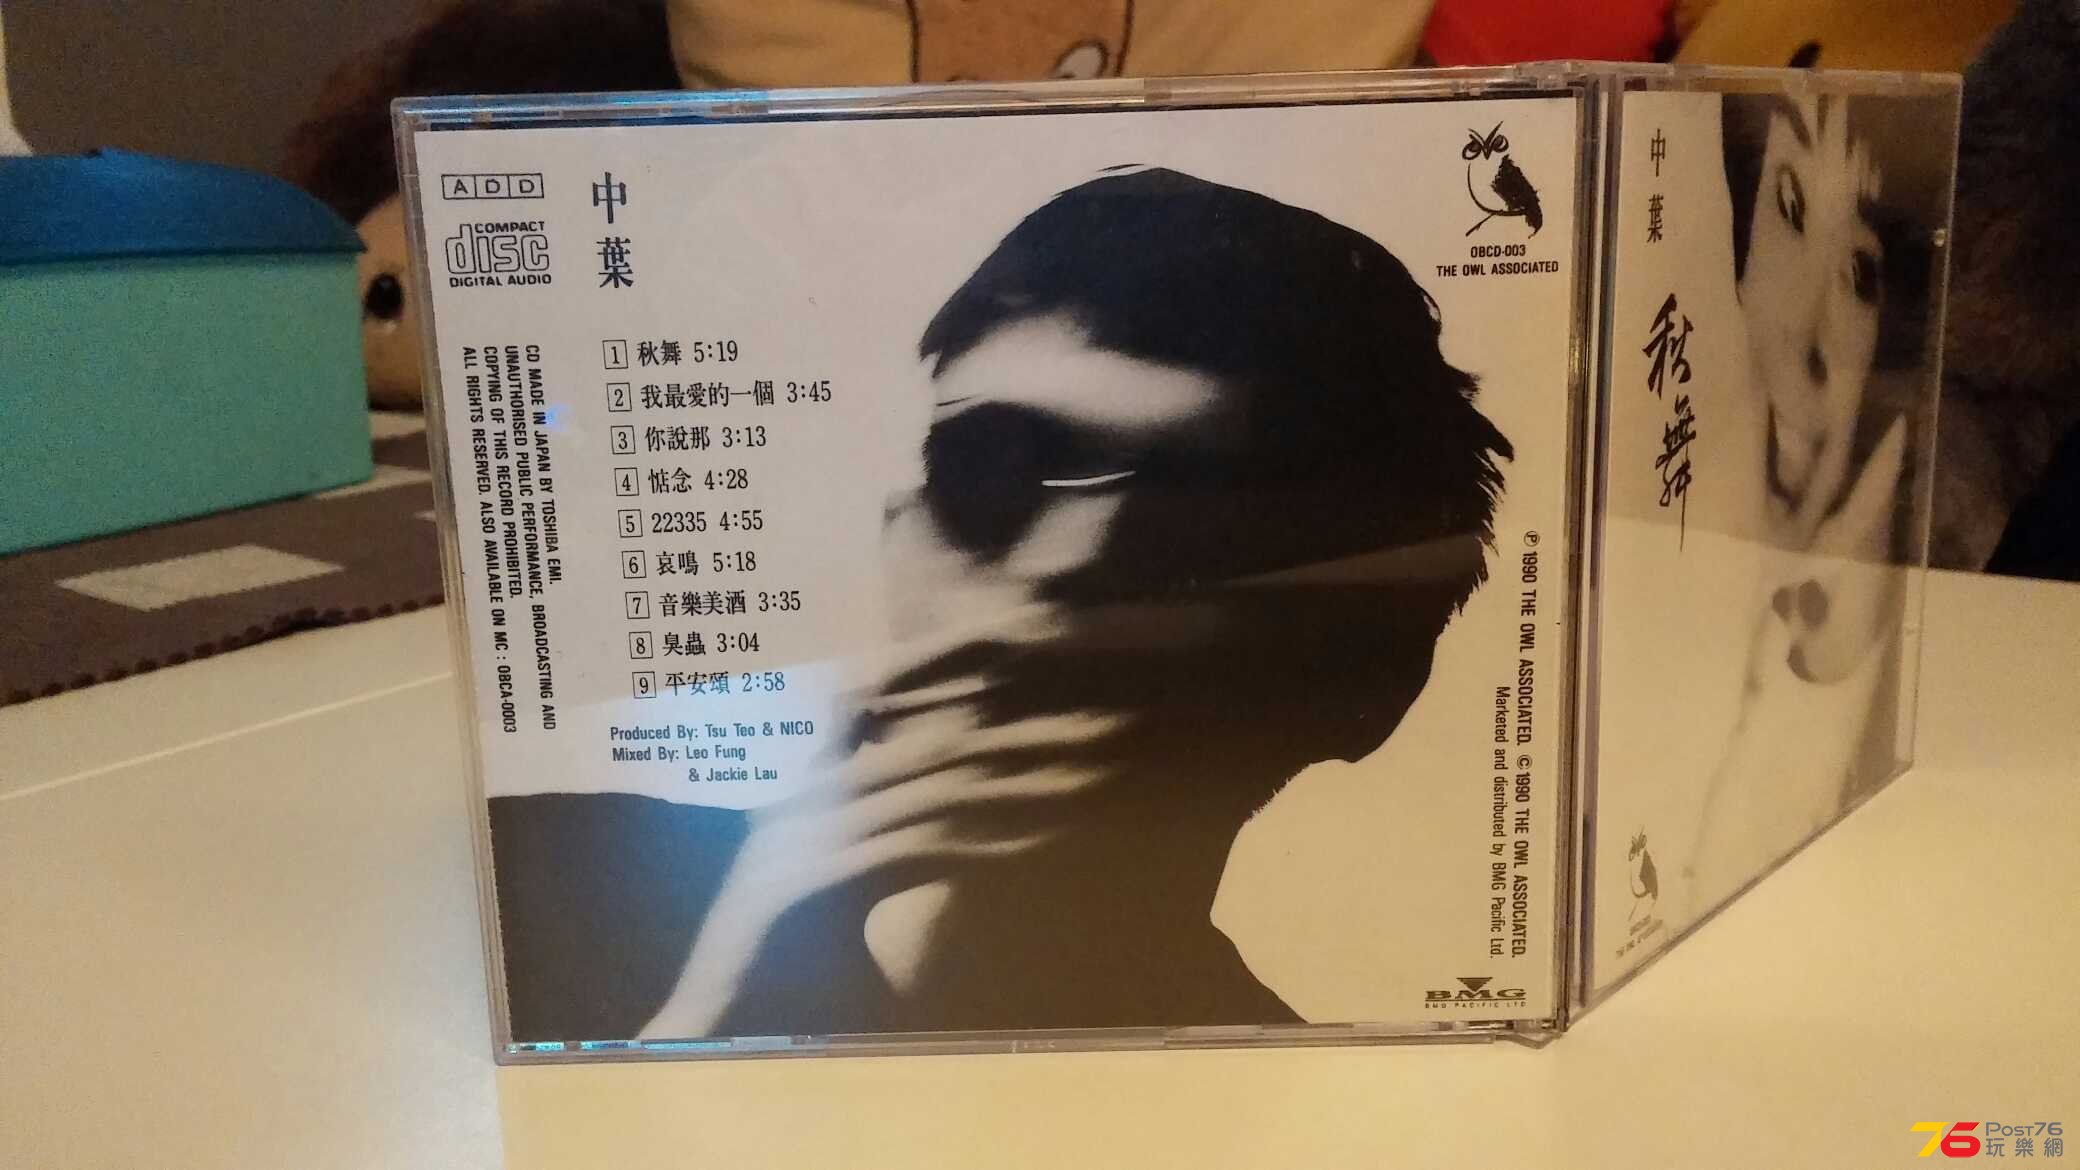 ADD
COMPACT
disc
DIGITAL AUDIO
中葉
1 秋舞 5:19
2 我最愛的一個 3:45
3 你說那 3:13
4 惦念 4:28
5 22335 4:55
6 哀鳴 5:18
7 音樂美酒 3:35
8 臭蟲 3:04
9 平安頌 2:58
Produced By: Tsu Teo & NICO
Mixed By: Leo Fung
& Jackie Lau
CD MADE IN JAPAN BY TOSHIBA EMI.
UNAUTHORISED PUBLIC PERFORMANCE, BROADCASTING AND
COPYING OF THIS RECORD PROHIBITED.
ALL RIGHTS RESERVED. ALSO AVAILABLE ON MC : OBCA-0003
OBCD-003
THE OWL ASSOCIATED
℗ 1990 THE OWL ASSOCIATED. © 1990 THE OWL ASSOCIATED.
Marketed and distributed by BMG Pacific Ltd.
BMG
BMG PACIFIC LTD
中葉
秋舞
76 POST76
玩樂網